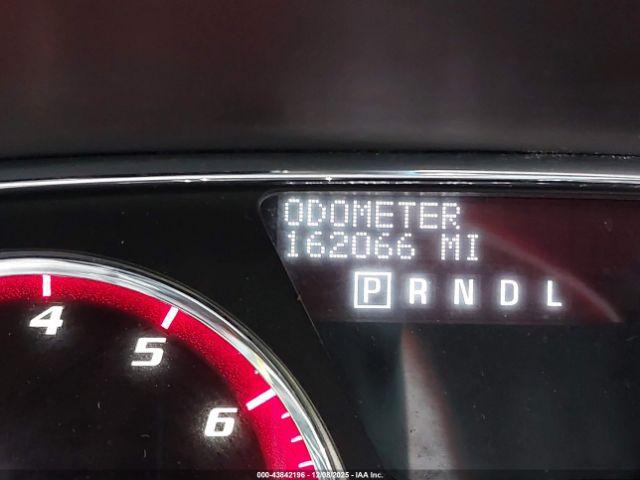 ODOMETER
162066 MI
P R N D L
4
5
6
000-43842196 - 12/08/2025 - IAA Inc.